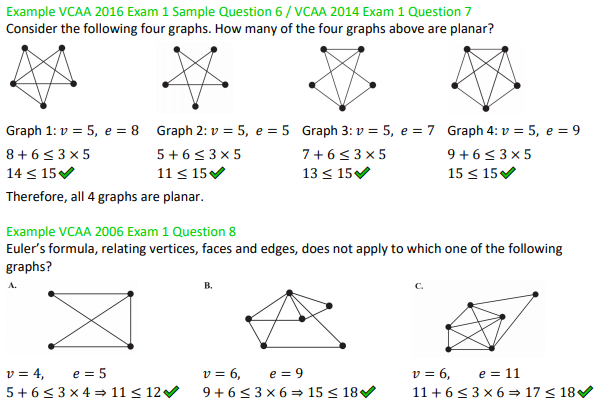 Example VCAA 2016 Exam 1 Sample Question 6 / VCAA 2014 Exam 1 Question 7
Consider the following four graphs. How many of the four graphs above are planar?
Graph 1: v = 5, e = 8 Graph 2: v = 5, e = 5 Graph 3: v = 5, e = 7 Graph 4: v = 5, e = 9
8 + 6 ≤ 3 × 5 5 + 6 ≤ 3 × 5 7 + 6 ≤ 3 × 5 9 + 6 ≤ 3 × 5
14 ≤ 15✔ 11 ≤ 15✔ 13 ≤ 15✔ 15 ≤ 15✔
Therefore, all 4 graphs are planar.
Example VCAA 2006 Exam 1 Question 8
Euler’s formula, relating vertices, faces and edges, does not apply to which one of the following
graphs?
A. B. C.
v = 4, e = 5 v = 6, e = 9 v = 6, e = 11
5 + 6 ≤ 3 × 4 ⇒ 11 ≤ 12✔ 9 + 6 ≤ 3 × 6 ⇒ 15 ≤ 18✔ 11 + 6 ≤ 3 × 6 ⇒ 17 ≤ 18✔